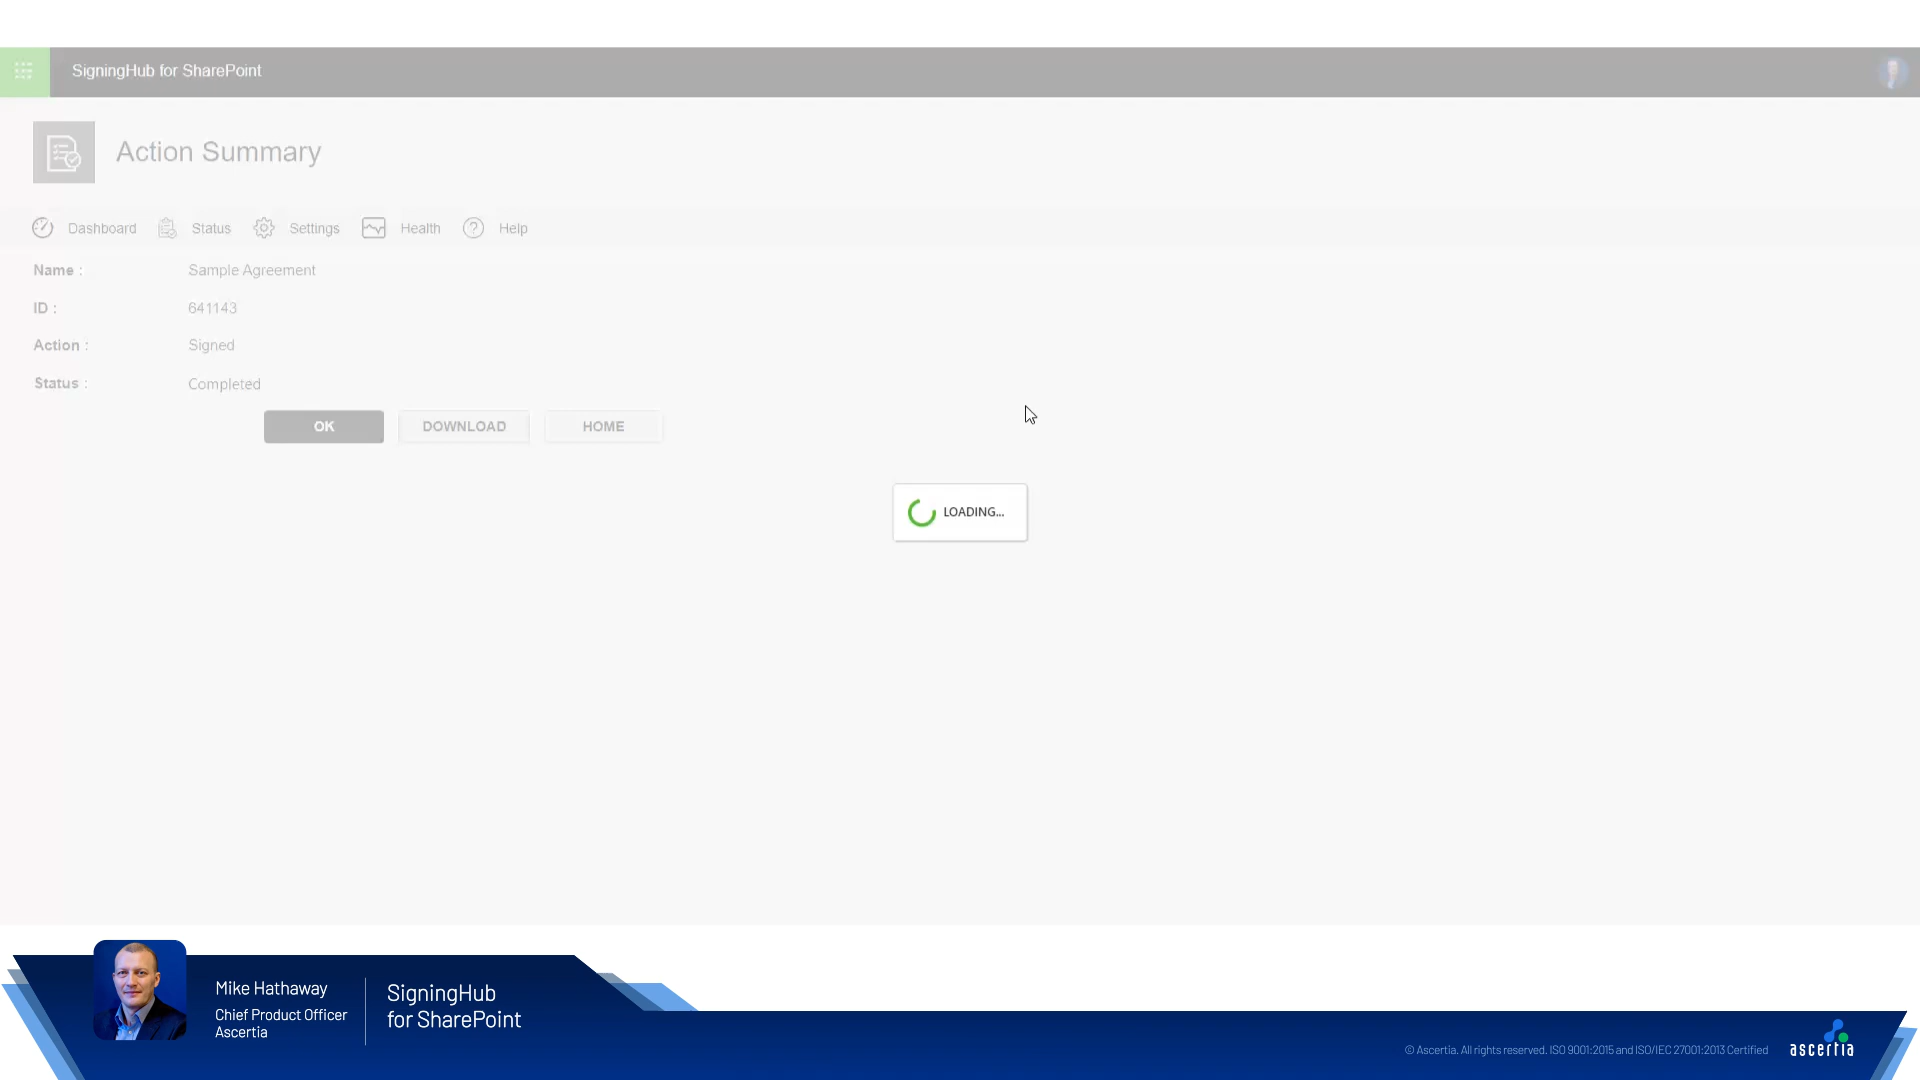 SigningHub for SharePoint
Action Summary
Dashboard Status Settings Health Help
Name : Sample Agreement
ID : 641143
Action : Signed
Status : Completed
OK DOWNLOAD HOME
LOADING...
Mike Hathaway
Chief Product Officer
Ascertia
SigningHub
for SharePoint
© Ascertia. All rights reserved. ISO 9001:2015 and ISO/IEC 27001:2013 Certified
ascertia